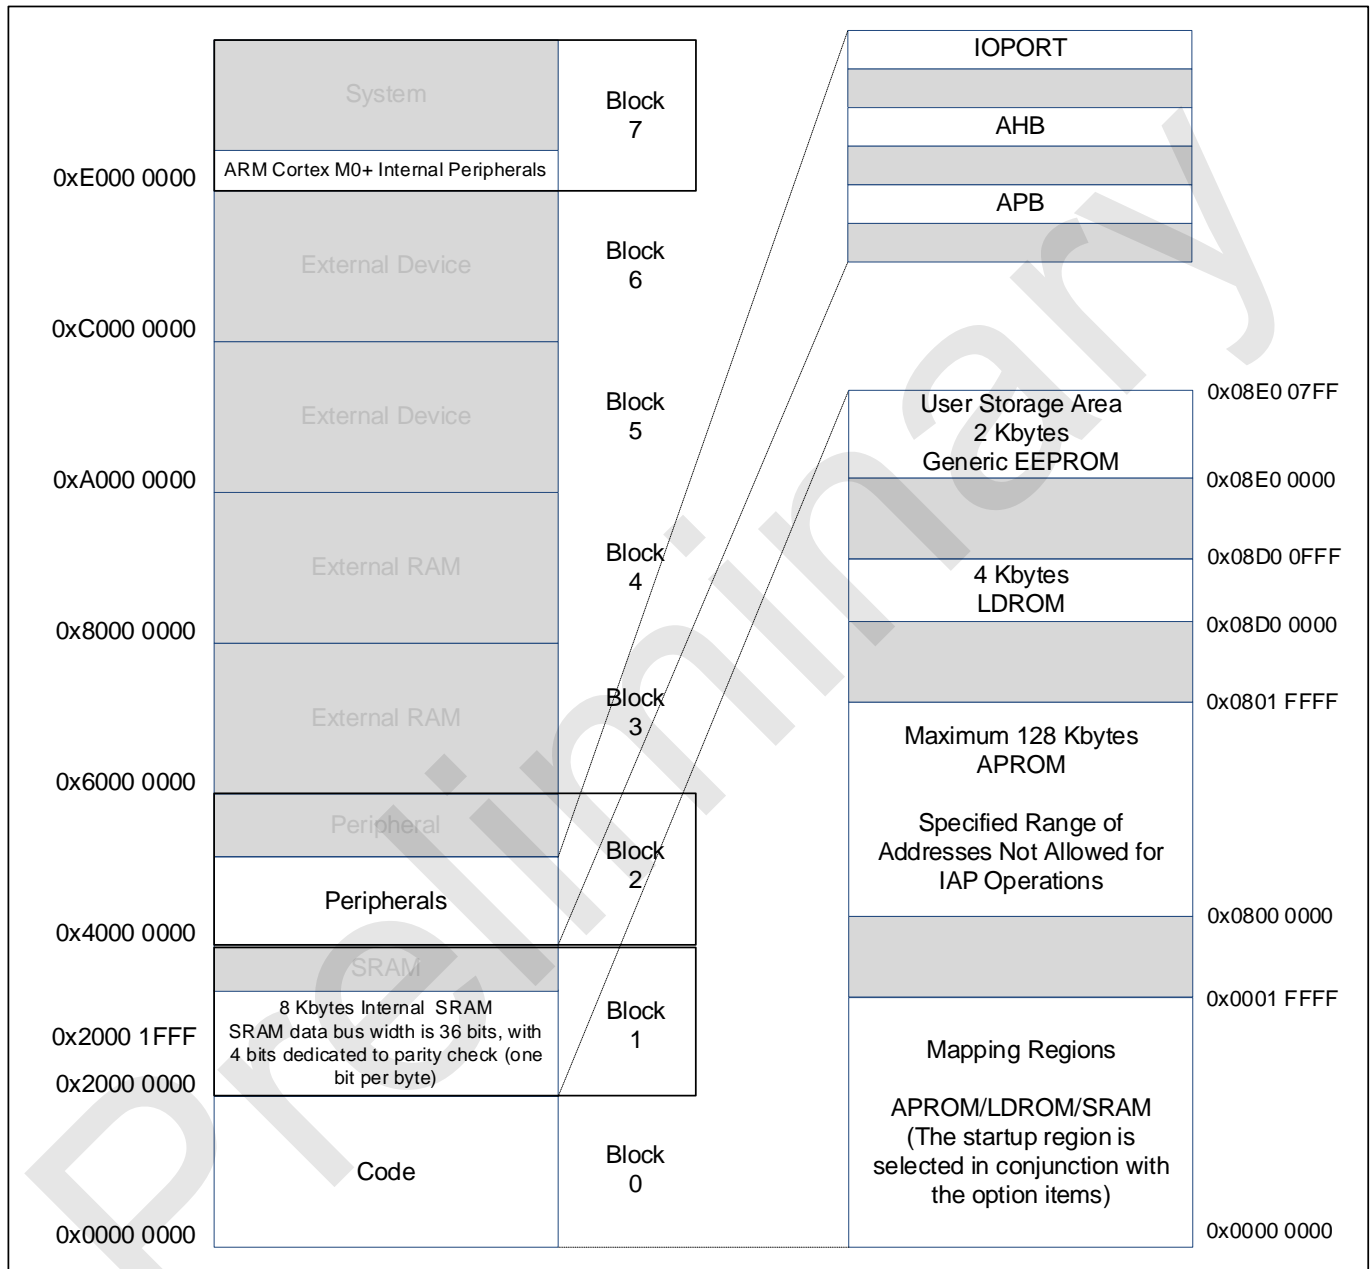 System
Block
7
ARM Cortex M0+ Internal Peripherals
0xE000 0000
External Device
Block
6
0xC000 0000
External Device
Block
5
0xA000 0000
External RAM
Block
4
0x8000 0000
External RAM
Block
3
0x6000 0000
Peripheral
Block
2
Peripherals
0x4000 0000
SRAM
8 Kbytes Internal SRAM
SRAM data bus width is 36 bits, with
4 bits dedicated to parity check (one
bit per byte)
Block
1
0x2000 1FFF
0x2000 0000
Code
Block
0
0x0000 0000
IOPORT
AHB
APB
0x08E0 07FF
User Storage Area
2 Kbytes
Generic EEPROM
0x08E0 0000
0x08D0 0FFF
4 Kbytes
LDROM
0x08D0 0000
0x0801 FFFF
Maximum 128 Kbytes
APROM
Specified Range of
Addresses Not Allowed for
IAP Operations
0x0800 0000
0x0001 FFFF
Mapping Regions
APROM/LDROM/SRAM
(The startup region is
selected in conjunction with
the option items)
0x0000 0000
Preliminary